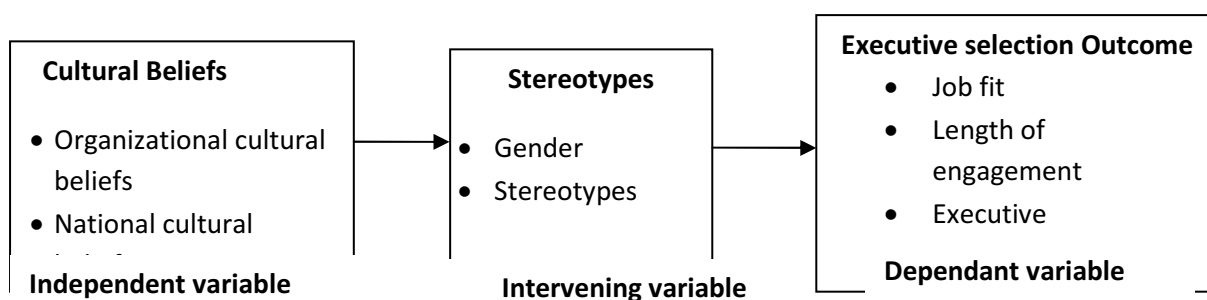 Cultural Beliefs
• Organizational cultural
beliefs
• National cultural
Independent variable
Stereotypes
• Gender
• Stereotypes
Intervening variable
Executive selection Outcome
• Job fit
• Length of
engagement
• Executive
Dependant variable